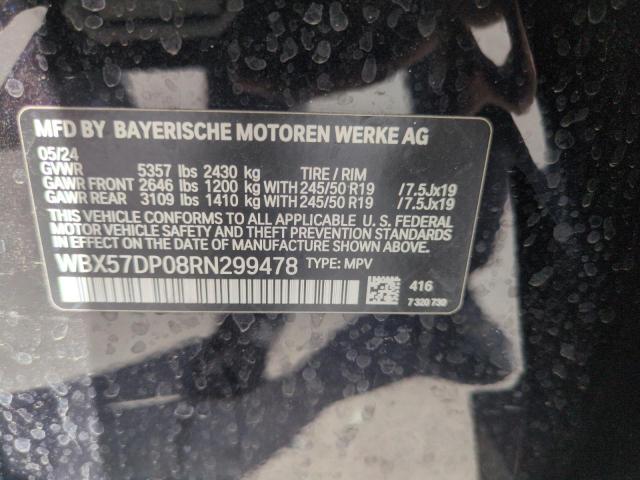 MFD BY BAYERISCHE MOTOREN WERKE AG
05/24
GVWR 5357 lbs 2430 kg TIRE / RIM
GAWR FRONT 2646 lbs 1200 kg WITH 245/50 R19 /7.5Jx19
GAWR REAR 3109 lbs 1410 kg WITH 245/50 R19 /7.5Jx19
THIS VEHICLE CONFORMS TO ALL APPLICABLE U. S. FEDERAL
MOTOR VEHICLE SAFETY AND THEFT PREVENTION STANDARDS
IN EFFECT ON THE DATE OF MANUFACTURE SHOWN ABOVE.
WBX57DP08RN299478 TYPE: MPV
416
7 320 730